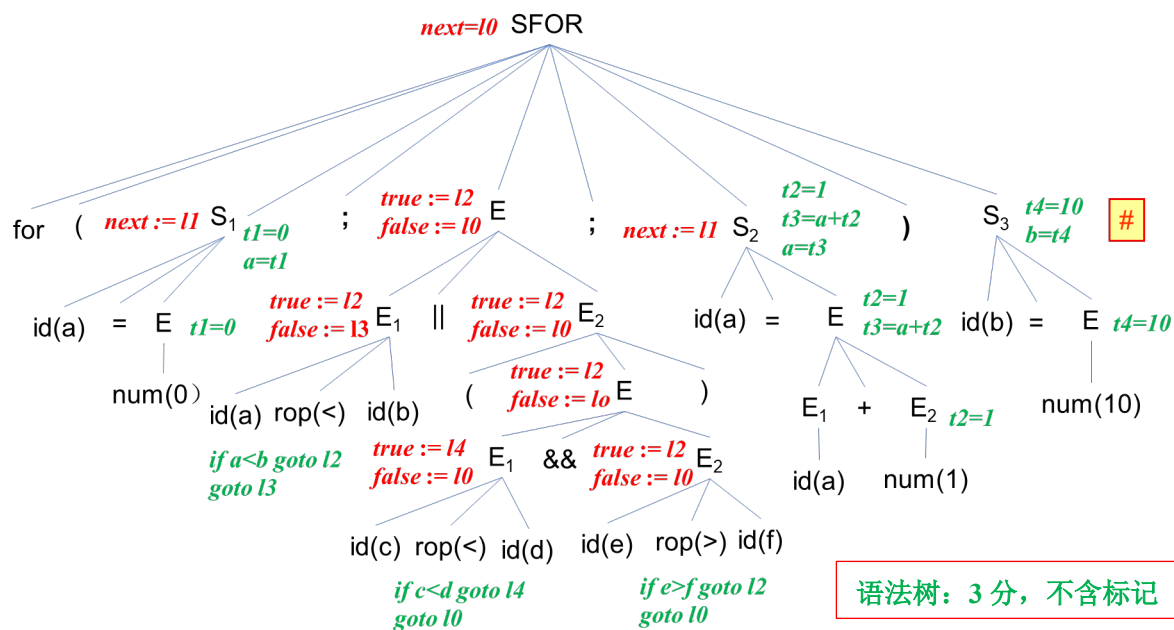 next=l0 SFOR
for ( next := l1 S1 t1=0 a=t1 ; true := l2 false := l0 E ; next := l1 S2 t2=1 t3=a+t2 a=t3 ) S3 t4=10 b=t4 #
id(a) = E t1=0 true := l2 false := l3 E1 || true := l2 false := l0 E2 id(a) = E t2=1 t3=a+t2 id(b) = E t4=10
num(0） id(a) rop(<) id(b) ( true := l2 false := lo E ) E1 + E2 t2=1 num(10)
if a<b goto l2
goto l3
true := l4 false := l0 E1 && true := l2 false := l0 E2 id(a) num(1)
id(c) rop(<) id(d) id(e) rop(>) id(f)
if c<d goto l4
goto l0
if e>f goto l2
goto l0
语法树：3 分，不含标记